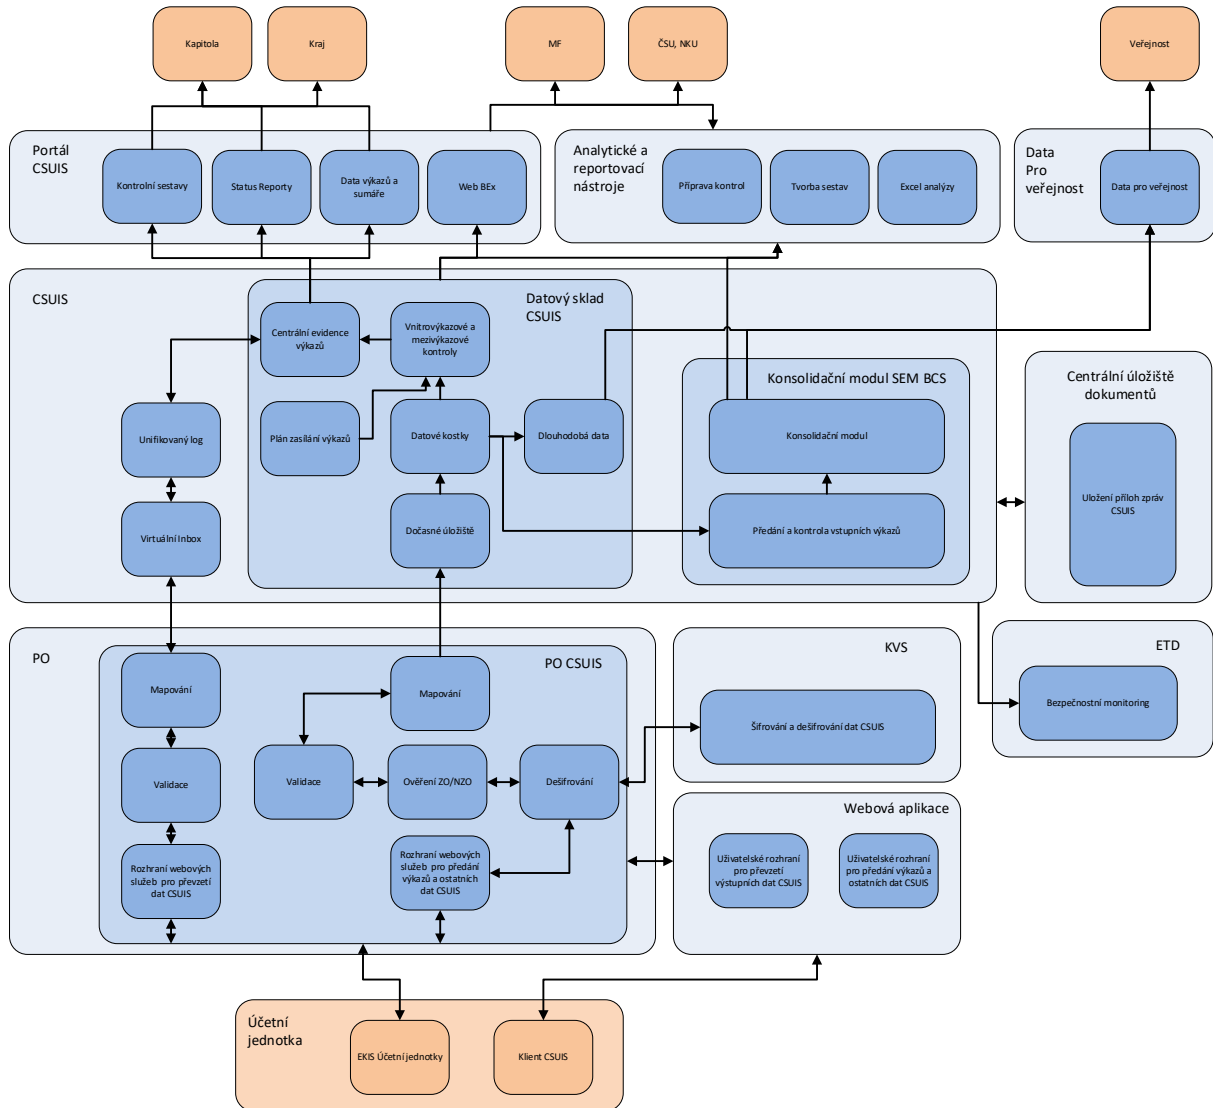 Kapitola
Kraj
MF
ČSU, NKU
Veřejnost
Portál
CSUIS
Kontrolní sestavy
Status Reporty
Data výkazů a
sumáře
Web BEx
Analytické a
reportovací
nástroje
Příprava kontrol
Tvorba sestav
Excel analýzy
Data
Pro
veřejnost
Data pro veřejnost
CSUIS
Datový sklad
CSUIS
Centrální evidence
výkazů
Vnitrovýkazové a
mezivýkazové
kontroly
Unifikovaný log
Plán zasílání výkazů
Datové kostky
Dlouhodobá data
Virtuální Inbox
Dočasné úložiště
Konsolidační modul SEM BCS
Konsolidační modul
Předání a kontrola vstupních výkazů
Centrální úložiště
dokumentů
Uložení příloh zpráv
CSUIS
PO
PO CSUIS
Mapování
Mapování
Validace
Validace
Ověření ZO/NZO
Dešifrování
Rozhraní webových
služeb pro převzetí
dat CSUIS
Rozhraní webových
služeb pro předání
výkazů a ostatních
dat CSUIS
KVS
Šifrování a dešifrování dat CSUIS
ETD
Bezpečnostní monitoring
Webová aplikace
Uživatelské rozhraní
pro převzetí
výstupních dat CSUIS
Uživatelské rozhraní
pro předání výkazů a
ostatních dat CSUIS
Účetní
jednotka
EKIS Účetní jednotky
Klient CSUIS